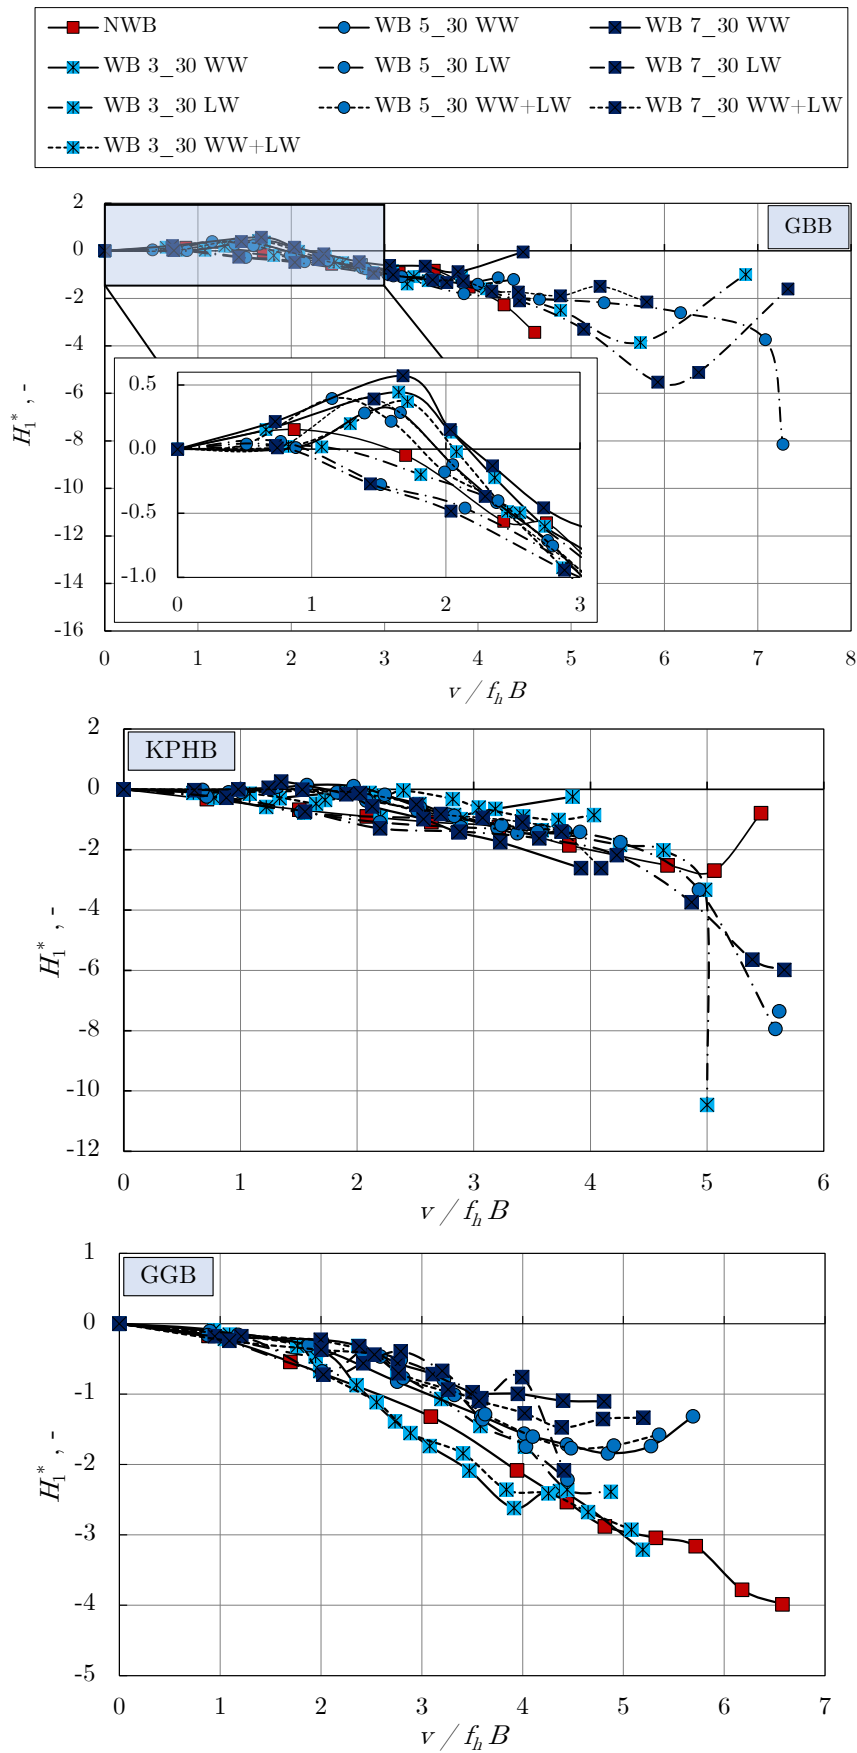 NWB WB 5_30 WW WB 7_30 WW
WB 3_30 WW WB 5_30 LW WB 7_30 LW
WB 3_30 LW WB 5_30 WW+LW WB 7_30 WW+LW
WB 3_30 WW+LW
2
GBB
0
-2
-4
-6
-8
-10
-12
-14
-16
H₁* , -
0.5
0.0
-0.5
-1.0
0 1 2 3
0 1 2 3 4 5 6 7 8
v / fₕ B
2
KPHB
0
-2
-4
-6
-8
-10
-12
H₁* , -
0 1 2 3 4 5 6
v / fₕ B
1
GGB
0
-1
-2
-3
-4
-5
H₁* , -
0 1 2 3 4 5 6 7
v / fₕ B